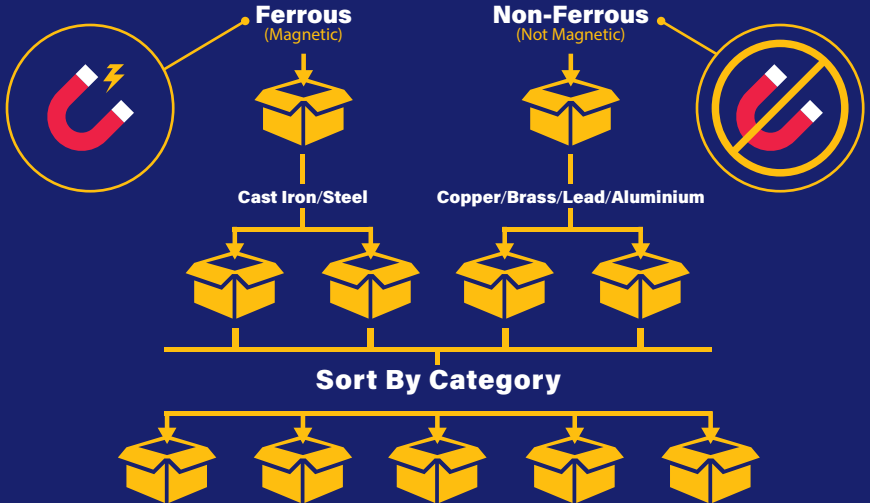 Ferrous
(Magnetic)
Non-Ferrous
(Not Magnetic)
Cast Iron/Steel
Copper/Brass/Lead/Aluminium
Sort By Category